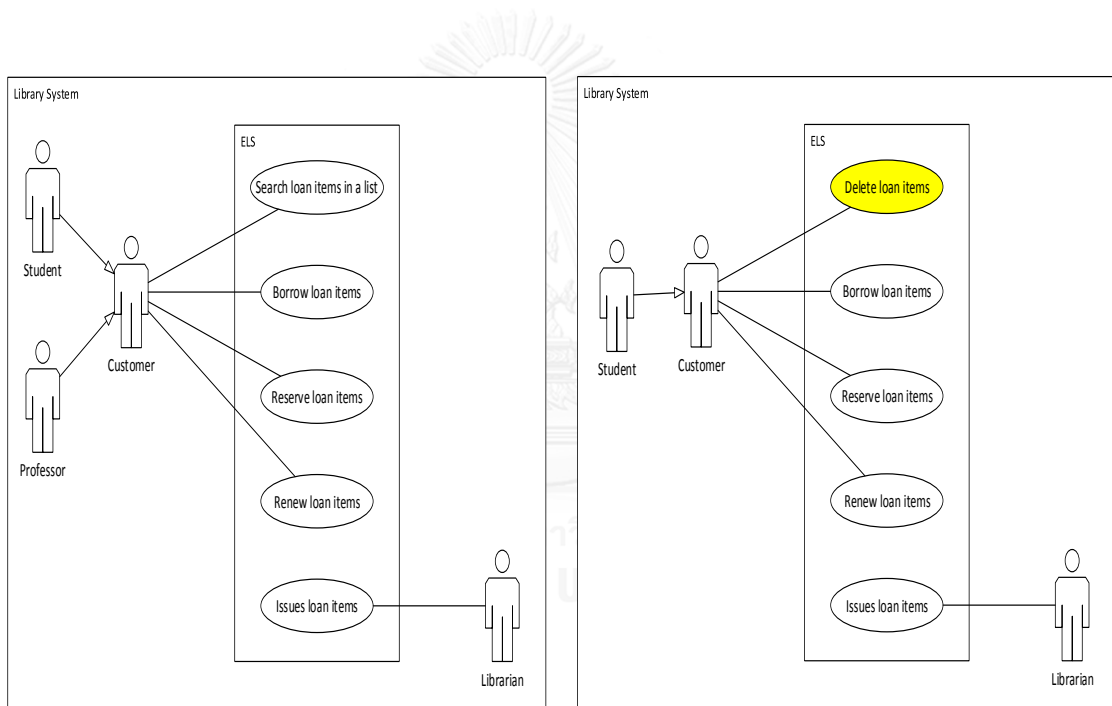 Library System
ELS
Search loan items in a list
Student
Borrow loan items
Customer
Reserve loan items
Professor
Renew loan items
Issues loan items
Librarian
Library System
ELS
Delete loan items
Borrow loan items
Student
Customer
Reserve loan items
Renew loan items
Issues loan items
Librarian